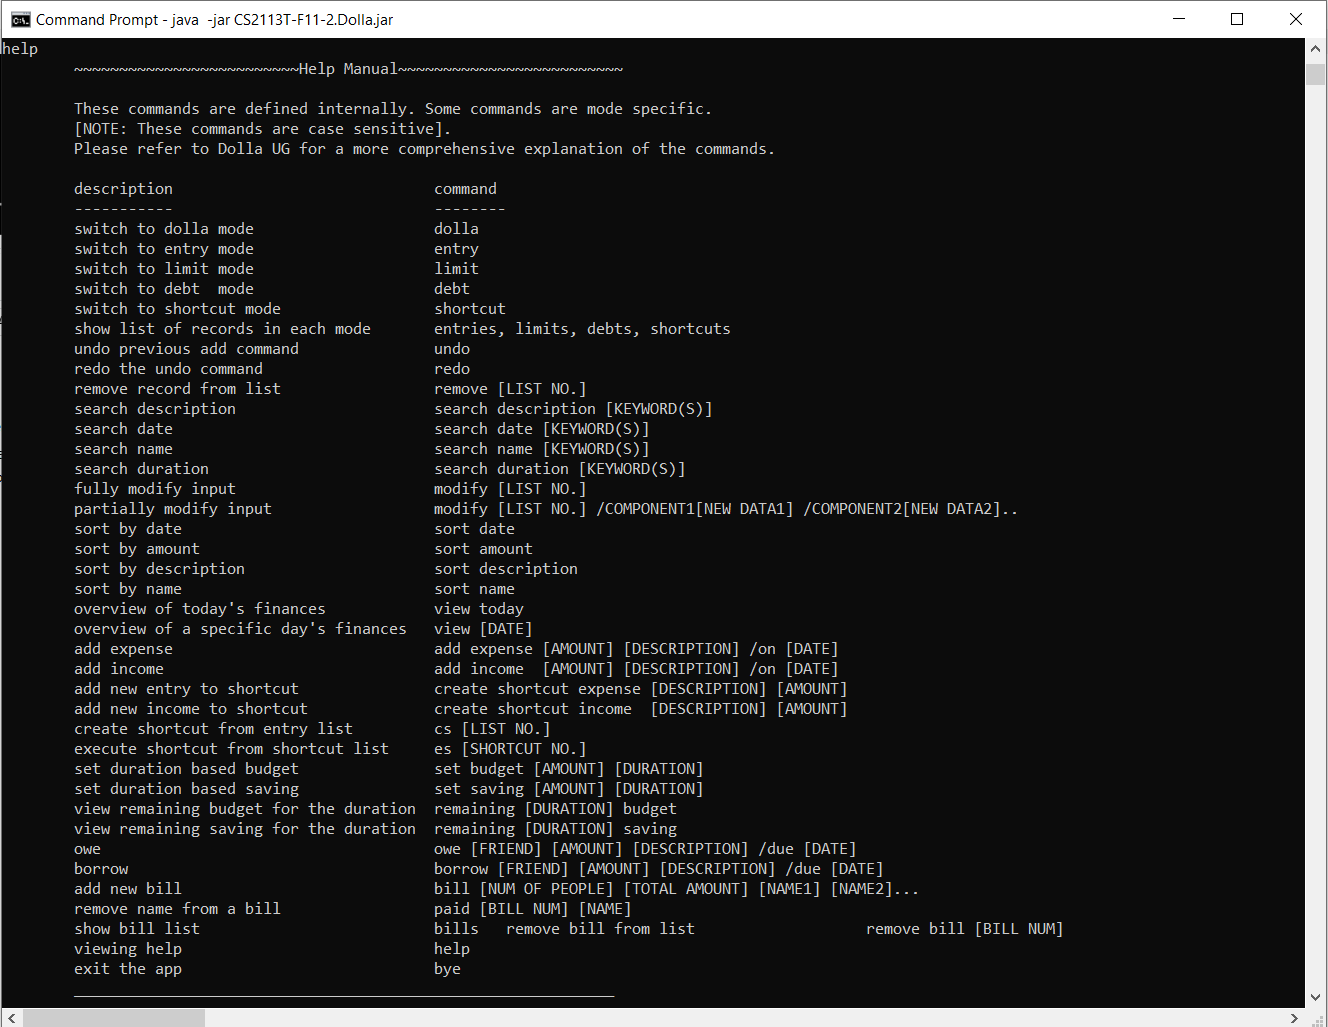 Command Prompt - java  -jar CS2113T-F11-2.Dolla.jar
help
~~~~~~~~~~~~~~~~~~~~~~~~~Help Manual~~~~~~~~~~~~~~~~~~~~~~~~~
These commands are defined internally. Some commands are mode specific.
[NOTE: These commands are case sensitive].
Please refer to Dolla UG for a more comprehensive explanation of the commands.
description                             command
-----------                             --------
switch to dolla mode                    dolla
switch to entry mode                    entry
switch to limit mode                    limit
switch to debt  mode                    debt
switch to shortcut mode                 shortcut
show list of records in each mode       entries, limits, debts, shortcuts
undo previous add command               undo
redo the undo command                   redo
remove record from list                 remove [LIST NO.]
search description                      search description [KEYWORD(S)]
search date                             search date [KEYWORD(S)]
search name                             search name [KEYWORD(S)]
search duration                         search duration [KEYWORD(S)]
fully modify input                      modify [LIST NO.]
partially modify input                  modify [LIST NO.] /COMPONENT1[NEW DATA1] /COMPONENT2[NEW DATA2]..
sort by date                            sort date
sort by amount                          sort amount
sort by description                     sort description
sort by name                            sort name
overview of today's finances            view today
overview of a specific day's finances   view [DATE]
add expense                             add expense [AMOUNT] [DESCRIPTION] /on [DATE]
add income                              add income  [AMOUNT] [DESCRIPTION] /on [DATE]
add new entry to shortcut               create shortcut expense [DESCRIPTION] [AMOUNT]
add new income to shortcut              create shortcut income  [DESCRIPTION] [AMOUNT]
create shortcut from entry list         cs [LIST NO.]
execute shortcut from shortcut list     es [SHORTCUT NO.]
set duration based budget               set budget [AMOUNT] [DURATION]
set duration based saving               set saving [AMOUNT] [DURATION]
view remaining budget for the duration  remaining [DURATION] budget
view remaining saving for the duration  remaining [DURATION] saving
owe                                     owe [FRIEND] [AMOUNT] [DESCRIPTION] /due [DATE]
borrow                                  borrow [FRIEND] [AMOUNT] [DESCRIPTION] /due [DATE]
add new bill                            bill [NUM OF PEOPLE] [TOTAL AMOUNT] [NAME1] [NAME2]...
remove name from a bill                 paid [BILL NUM] [NAME]
show bill list                          bills   remove bill from list                   remove bill [BILL NUM]
viewing help                            help
exit the app                            bye
____________________________________________________________